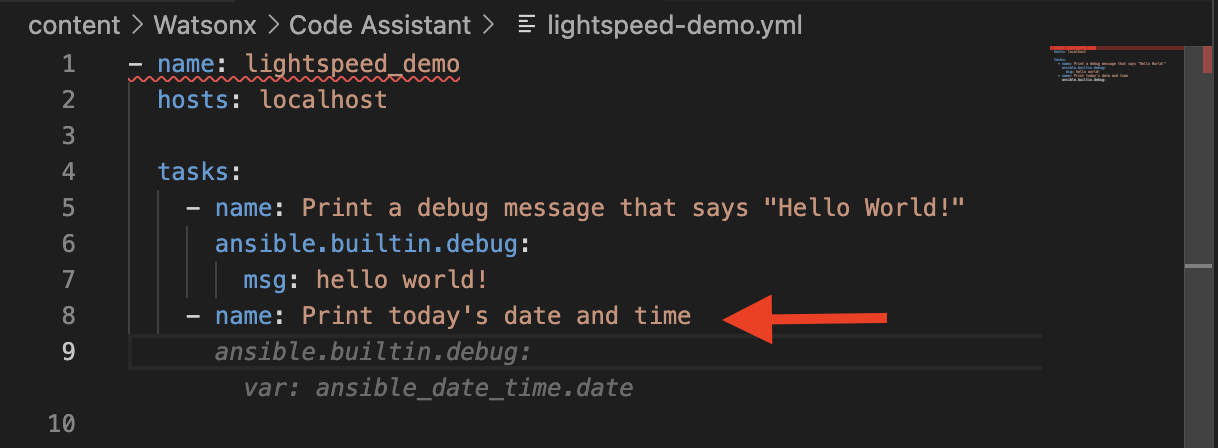 content > Watsonx > Code Assistant > lightspeed-demo.yml
1 - name: lightspeed_demo
2 hosts: localhost
3
4 tasks:
5 - name: Print a debug message that says "Hello World!"
6 ansible.builtin.debug:
7 msg: hello world!
8 - name: Print today's date and time
9 ansible.builtin.debug:
var: ansible_date_time.date
10